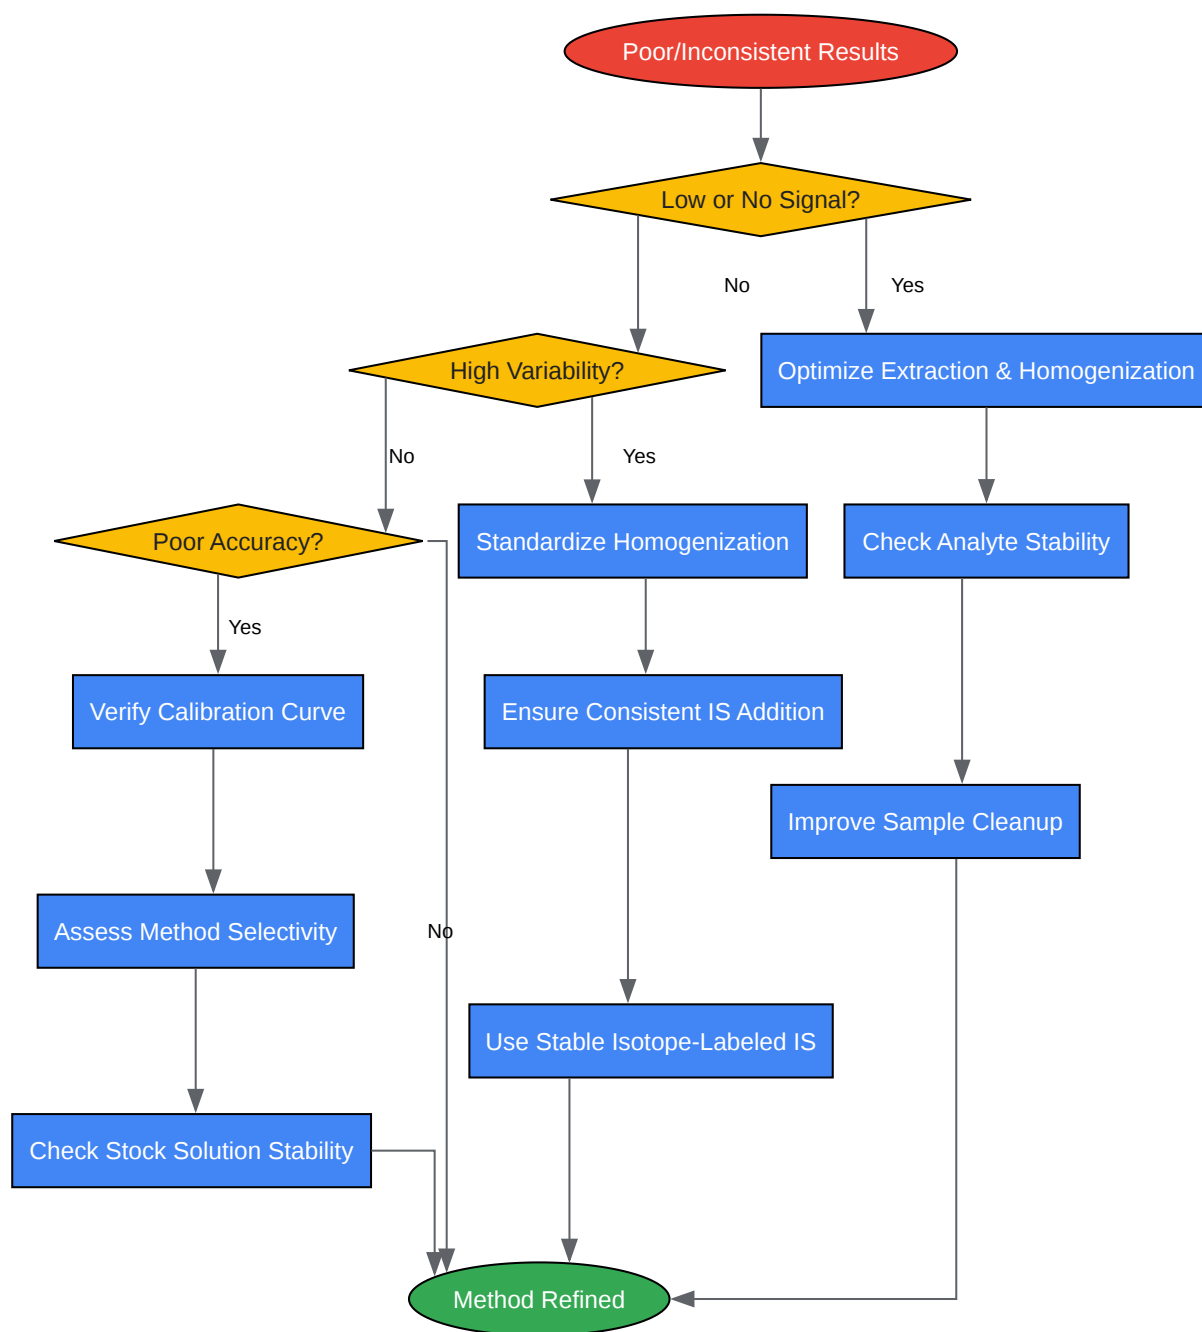 Poor/Inconsistent Results
Low or No Signal?
No
Yes
High Variability?
Optimize Extraction & Homogenization
No
Yes
Poor Accuracy?
Standardize Homogenization
Check Analyte Stability
Yes
Verify Calibration Curve
Ensure Consistent IS Addition
Improve Sample Cleanup
Assess Method Selectivity
No
Use Stable Isotope-Labeled IS
Check Stock Solution Stability
Method Refined